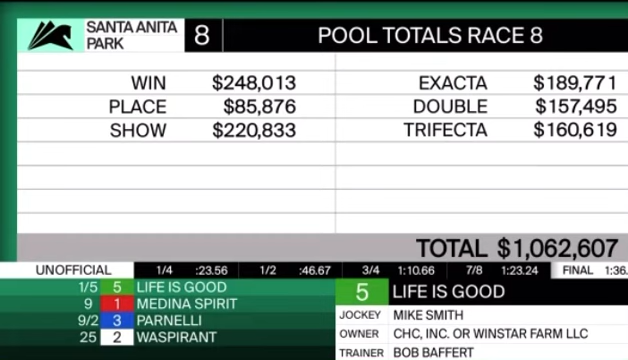 SANTA ANITA PARK 8 POOL TOTALS RACE 8
WIN $248,013 EXACTA $189,771
PLACE $85,876 DOUBLE $157,495
SHOW $220,833 TRIFECTA $160,619
TOTAL $1,062,607
UNOFFICIAL 1/4 :23.56 1/2 :46.67 3/4 1:10.66 7/8 1:23.24 FINAL 1:36.
1/5 5 LIFE IS GOOD
9 1 MEDINA SPIRIT
9/2 3 PARNELLI
25 2 WASPIRANT
5 LIFE IS GOOD
JOCKEY MIKE SMITH
OWNER CHC, INC. OR WINSTAR FARM LLC
TRAINER BOB BAFFERT